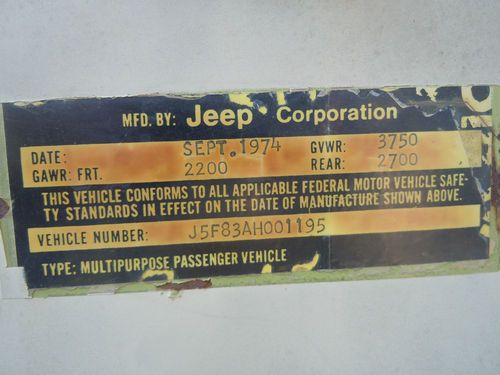 MFD. BY: Jeep Corporation
DATE: SEPT. 1974 GVWR: 3750
GAWR: FRT. 2200 REAR: 2700
THIS VEHICLE CONFORMS TO ALL APPLICABLE FEDERAL MOTOR VEHICLE SAFE-
TY STANDARDS IN EFFECT ON THE DATE OF MANUFACTURE SHOWN ABOVE.
VEHICLE NUMBER: J5F83AH001195
TYPE: MULTIPURPOSE PASSENGER VEHICLE